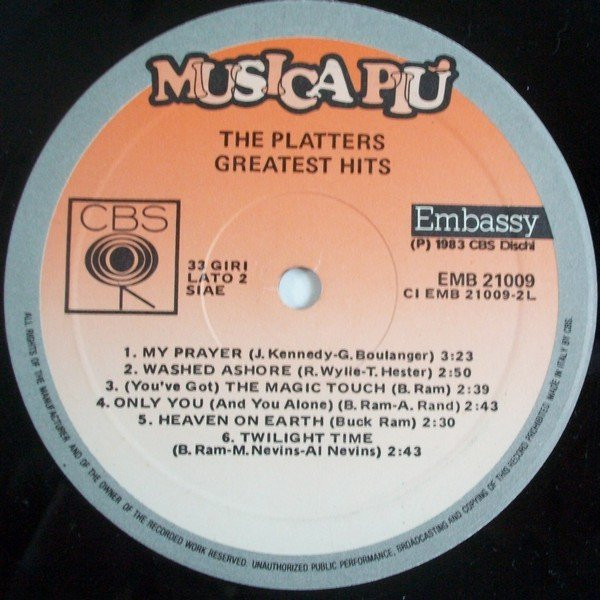 MUSICA PIÙ
THE PLATTERS
GREATEST HITS
CBS
Embassy
(P) 1983 CBS Dischi
33 GIRI
LATO 2
SIAE
EMB 21009
CI EMB 21009-2L
1. MY PRAYER (J. Kennedy-G. Boulanger) 3:23
2. WASHED ASHORE (R. Wylie-T. Hester) 2:50
3. (You've Got) THE MAGIC TOUCH (B. Ram) 2:39
4. ONLY YOU (And You Alone) (B. Ram-A. Rand) 2:43
5. HEAVEN ON EARTH (Buck Ram) 2:30
6. TWILIGHT TIME
(B. Ram-M. Nevins-Al Nevins) 2:43
ALL RIGHTS OF THE MANUFACTURER AND OF THE OWNER OF THE RECORDED WORK RESERVED. UNAUTHORIZED PUBLIC PERFORMANCE, BROADCASTING AND COPYING OF THIS RECORD PROHIBITED. MADE IN ITALY BY CBS.